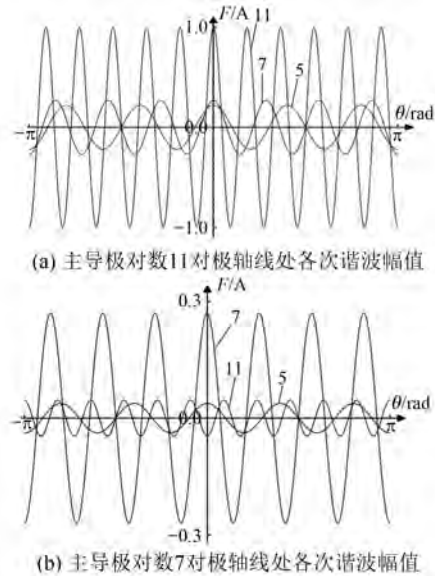 F/A
1.0
11
7
5
θ/rad
-π
0.0
π
-1.0
(a) 主导极对数11对极轴线处各次谐波幅值
F/A
0.3
7
11
5
θ/rad
-π
0.0
π
-0.3
(b) 主导极对数7对极轴线处各次谐波幅值